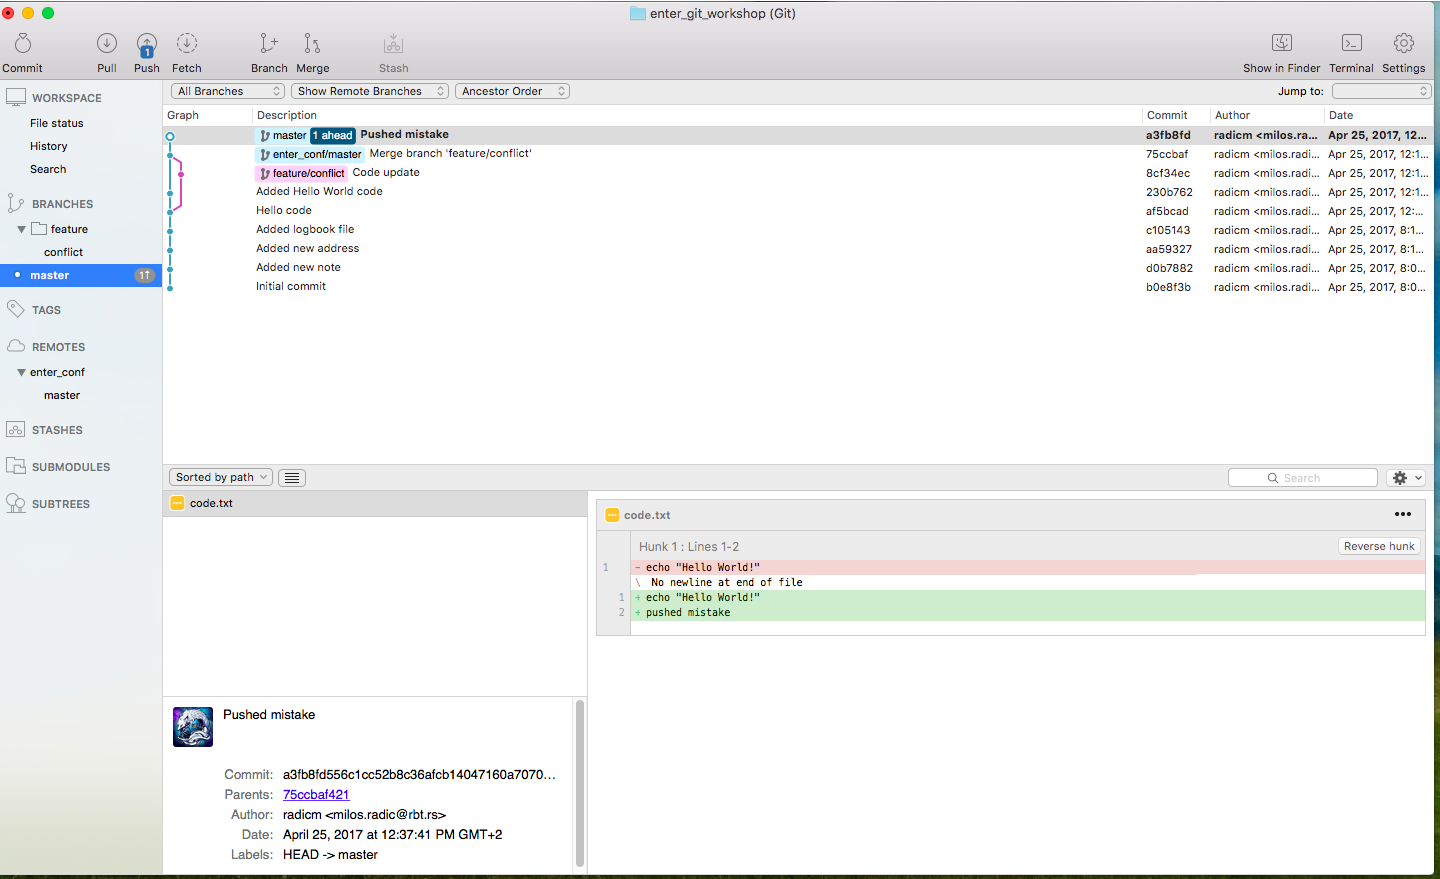 enter_git_workshop (Git)
Commit Pull Push 1 Fetch Branch Merge Stash Show in Finder Terminal Settings
WORKSPACE
File status
History
Search
BRANCHES
feature
conflict
master 1↑
TAGS
REMOTES
enter_conf
master
STASHES
SUBMODULES
SUBTREES
All Branches Show Remote Branches Ancestor Order Jump to:
Graph Description Commit Author Date
master 1 ahead Pushed mistake a3fb8fd radicm <milos.ra... Apr 25, 2017, 12...
enter_conf/master Merge branch 'feature/conflict' 75ccbaf radicm <milos.radi... Apr 25, 2017, 12:1...
feature/conflict Code update 8cf34ec radicm <milos.radi... Apr 25, 2017, 12:1...
Added Hello World code 230b762 radicm <milos.radi... Apr 25, 2017, 12:1...
Hello code af5bcad radicm <milos.radi... Apr 25, 2017, 12:...
Added logbook file c105143 radicm <milos.radi... Apr 25, 2017, 8:1...
Added new address aa59327 radicm <milos.radi... Apr 25, 2017, 8:1...
Added new note d0b7882 radicm <milos.radi... Apr 25, 2017, 8:0...
Initial commit b0e8f3b radicm <milos.radi... Apr 25, 2017, 8:0...
Sorted by path Search
code.txt
Pushed mistake
Commit: a3fb8fd556c1cc52b8c36afcb14047160a7070...
Parents: 75ccbaf421
Author: radicm <milos.radic@rbt.rs>
Date: April 25, 2017 at 12:37:41 PM GMT+2
Labels: HEAD -> master
code.txt
Hunk 1 : Lines 1-2 Reverse hunk
1 - echo "Hello World!"
\ No newline at end of file
1 + echo "Hello World!"
2 + pushed mistake